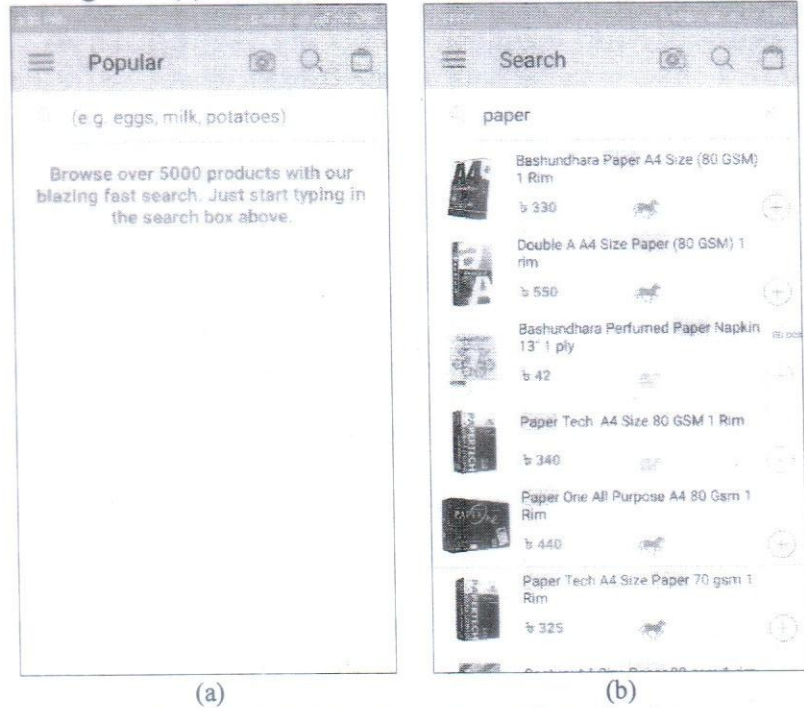 Popular
(e.g. eggs, milk, potatoes)
Browse over 5000 products with our
blazing fast search. Just start typing in
the search box above.
(a)
Search
paper
Bashundhara Paper A4 Size (80 GSM)
1 Rim
৳ 330
Double A A4 Size Paper (80 GSM) 1
rim
৳ 550
Bashundhara Perfumed Paper Napkin
13" 1 ply
৳ 42
Paper Tech A4 Size 80 GSM 1 Rim
৳ 340
Paper One All Purpose A4 80 Gsm 1
Rim
৳ 440
Paper Tech A4 Size Paper 70 gsm 1
Rim
৳ 325
(b)